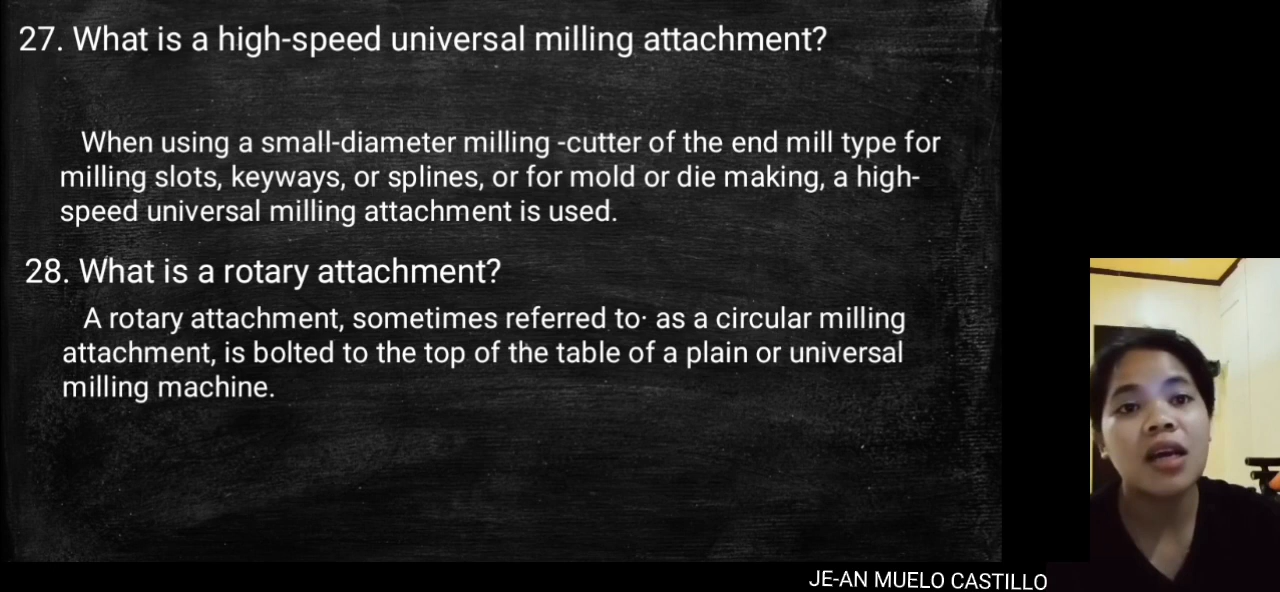 27. What is a high-speed universal milling attachment?
When using a small-diameter milling -cutter of the end mill type for
milling slots, keyways, or splines, or for mold or die making, a high-
speed universal milling attachment is used.
28. What is a rotary attachment?
A rotary attachment, sometimes referred to· as a circular milling
attachment, is bolted to the top of the table of a plain or universal
milling machine.
JE-AN MUELO CASTILLO